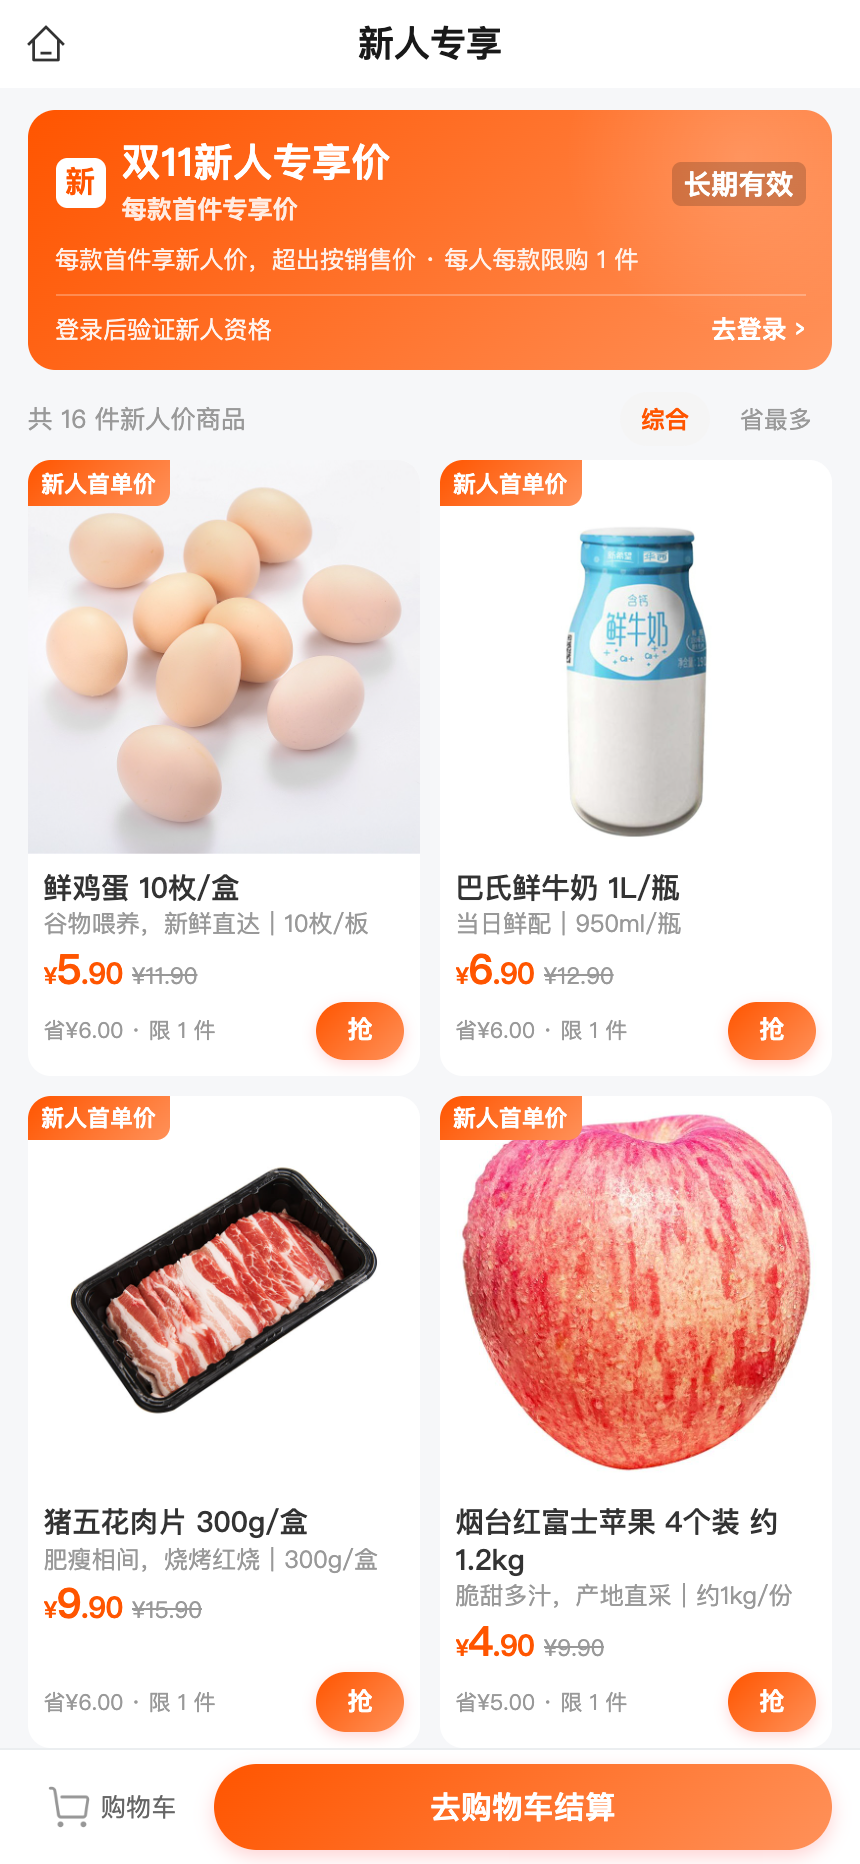 新人专享
新
双11新人专享价
每款首件专享价
长期有效
每款首件享新人价，超出按销售价 · 每人每款限购 1 件
登录后验证新人资格
去登录 ›
共 16 件新人价商品
综合
省最多
新人首单价
鲜鸡蛋 10枚/盒
谷物喂养，新鲜直达｜10枚/板
¥5.90 ¥11.90
省¥6.00 · 限 1 件
抢
新人首单价
含钙
鲜牛奶
Ca+ Ca+
巴氏鲜牛奶 1L/瓶
当日鲜配｜950ml/瓶
¥6.90 ¥12.90
省¥6.00 · 限 1 件
抢
新人首单价
猪五花肉片 300g/盒
肥瘦相间，烧烤红烧｜300g/盒
¥9.90 ¥15.90
省¥6.00 · 限 1 件
抢
新人首单价
烟台红富士苹果 4个装 约
1.2kg
脆甜多汁，产地直采｜约1kg/份
¥4.90 ¥9.90
省¥5.00 · 限 1 件
抢
购物车
去购物车结算